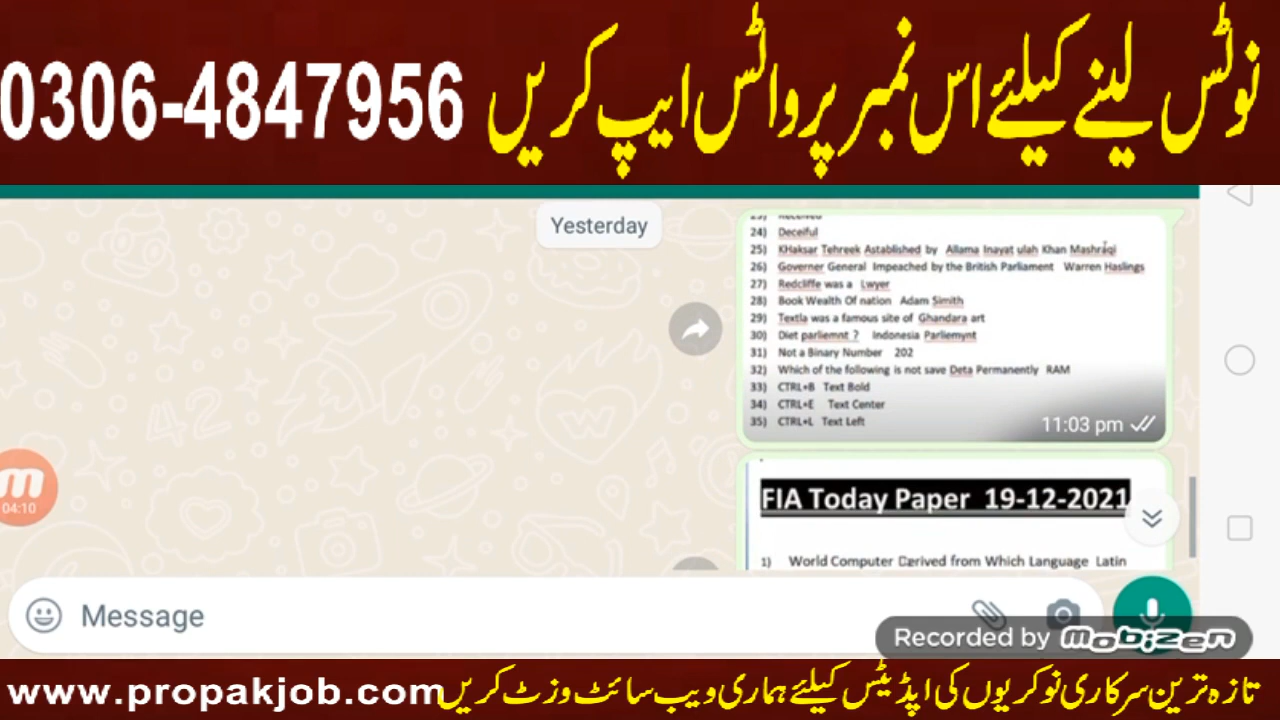 نوٹس لینے کیلئے اس نمبر پر واٹس ایپ کریں 0306-4847956
Yesterday
23) Received
24) Deceiful
25) KHaksar Tehreek Astablished by Allama Inayat ulah Khan Mashraqi
26) Governer General Impeached by the British Parliament Warren Haslings
27) Redcliffe was a Lwyer
28) Book Wealth Of nation Adam Simith
29) Textla was a famous site of Ghandara art
30) Diet parliemnt ? Indonesia Parliemynt
31) Not a Binary Number 202
32) Which of the following is not save Deta Permanently RAM
33) CTRL+B Text Bold
34) CTRL+E Text Center
35) CTRL+L Text Left
11:03 pm
04:10
FIA Today Paper 19-12-2021
1) World Computer Derived from Which Language Latin
Message
Recorded by mobizen
تازہ ترین سرکاری نوکریوں کی اپڈیٹس کیلئے ہماری ویب سائٹ وزٹ کریں www.propakjob.com